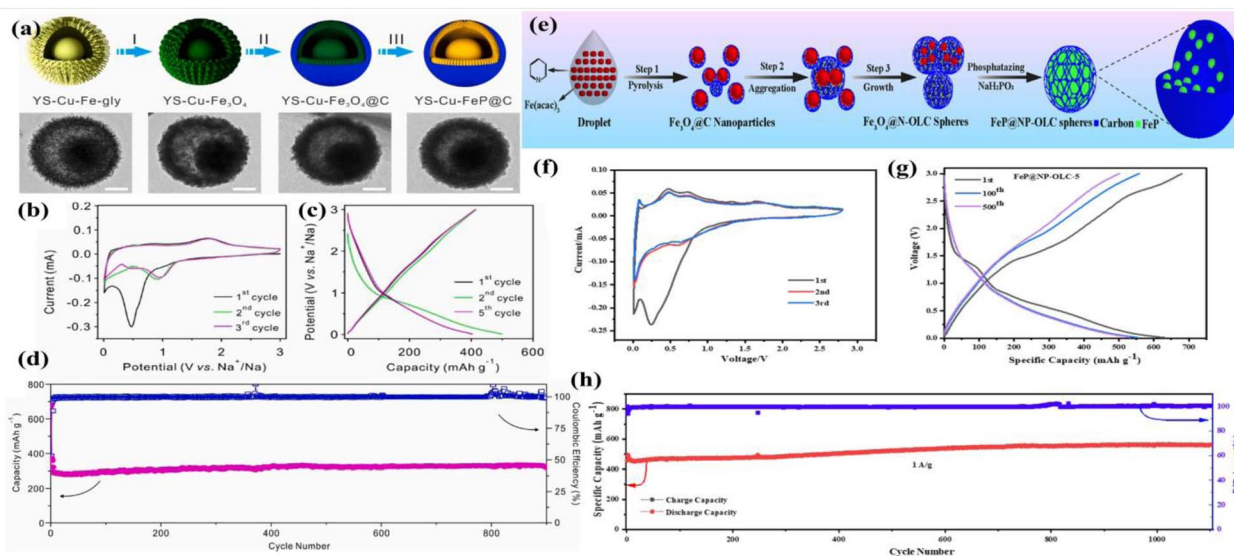 (a)
I
II
III
YS-Cu-Fe-gly
YS-Cu-Fe₃O₄
YS-Cu-Fe₃O₄@C
YS-Cu-FeP@C
(e)
Fe(acac)₃
Droplet
Step 1
Pyrolysis
Fe₃O₄@C Nanoparticles
Step 2
Aggregation
Step 3
Growth
Fe₃O₄@N-OLC Spheres
Phosphatazing
NaH₂PO₂
FeP@NP-OLC spheres
Carbon
FeP
(b)
Current (mA)
0.2
0.1
0.0
-0.1
-0.2
-0.3
1ˢᵗ cycle
2ⁿᵈ cycle
3ʳᵈ cycle
0
1
2
3
Potential (V vs. Na⁺/Na)
(c)
Potential (V vs. Na⁺/Na)
4
3
2
1
0
1ˢᵗ cycle
2ⁿᵈ cycle
5ᵗʰ cycle
0
200
400
600
Capacity (mAh g⁻¹)
(f)
Current/mA
0.10
0.05
0.00
-0.05
-0.10
-0.15
-0.20
-0.25
1st
2nd
3rd
0.0
0.5
1.0
1.5
2.0
2.5
3.0
Voltage/V
(g)
Voltage (V)
3.0
2.5
2.0
1.5
1.0
0.5
0.0
1st
100ᵗʰ
500ᵗʰ
FeP@NP-OLC-5
0
100
200
300
400
500
600
700
800
Specific Capacity (mAh g⁻¹)
(d)
Capacity (mAh g⁻¹)
800
600
400
300
0
100
75
50
25
0
Coulombic Efficiency (%)
0
200
400
600
800
Cycle Number
(h)
Specific Capacity (mAh g⁻¹)
800
600
500
400
200
0
1 A/g
Charge Capacity
Discharge Capacity
100
80
60
40
20
0
0
200
400
600
800
1000
Cycle Number